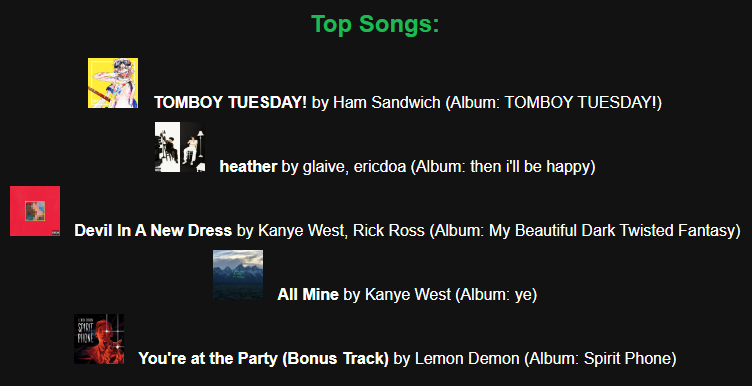 Top Songs:
TOMBOY TUESDAY! by Ham Sandwich (Album: TOMBOY TUESDAY!)
heather by glaive, ericdoa (Album: then i'll be happy)
Devil In A New Dress by Kanye West, Rick Ross (Album: My Beautiful Dark Twisted Fantasy)
All Mine by Kanye West (Album: ye)
SPIRIT
PHONE
You're at the Party (Bonus Track) by Lemon Demon (Album: Spirit Phone)